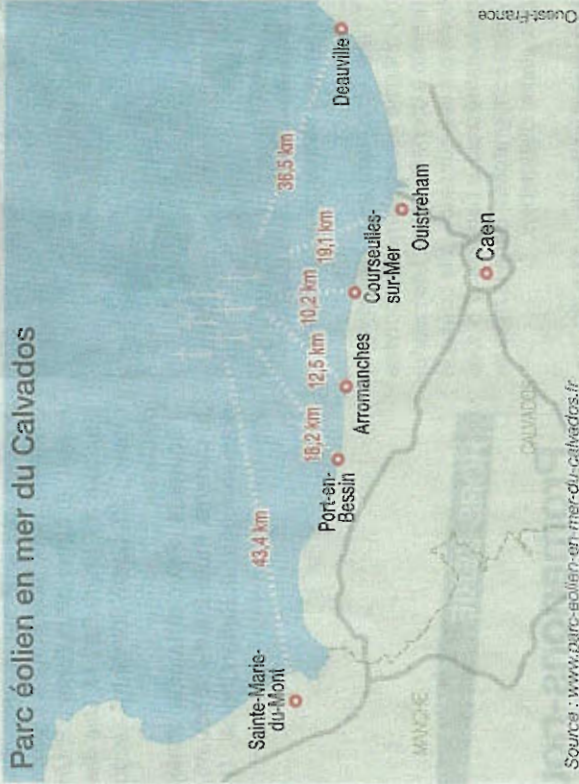 Parc éolien en mer du Calvados
Sainte-Marie-
du-Mont
43,4 km
Port-en-
Bessin
18,2 km
Arromanches
12,5 km
10,2 km
Courseulles-
sur-Mer
19,1 km
Ouistreham
36,5 km
Deauville
Caen
MANCHE
CALVADOS
Source : www.parc-eolien-en-mer-du-calvados.fr
Ouest-France